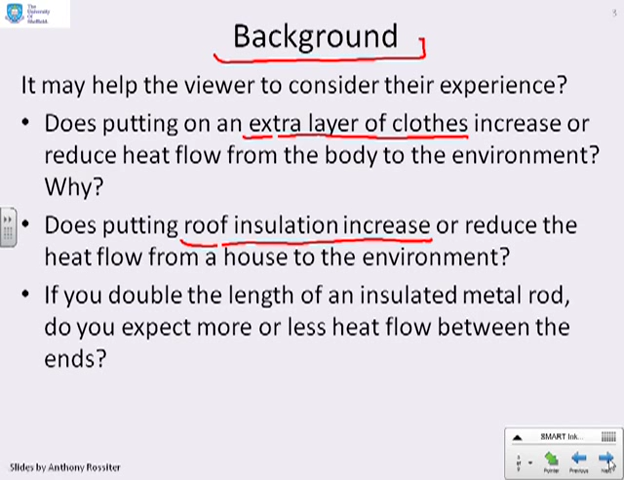 The
University
Of
Sheffield.
3
Background
It may help the viewer to consider their experience?
• Does putting on an extra layer of clothes increase or
reduce heat flow from the body to the environment?
Why?
• Does putting roof insulation increase or reduce the
heat flow from a house to the environment?
• If you double the length of an insulated metal rod,
do you expect more or less heat flow between the
ends?
SMART Ink...
Pointer Previous Next
Slides by Anthony Rossiter